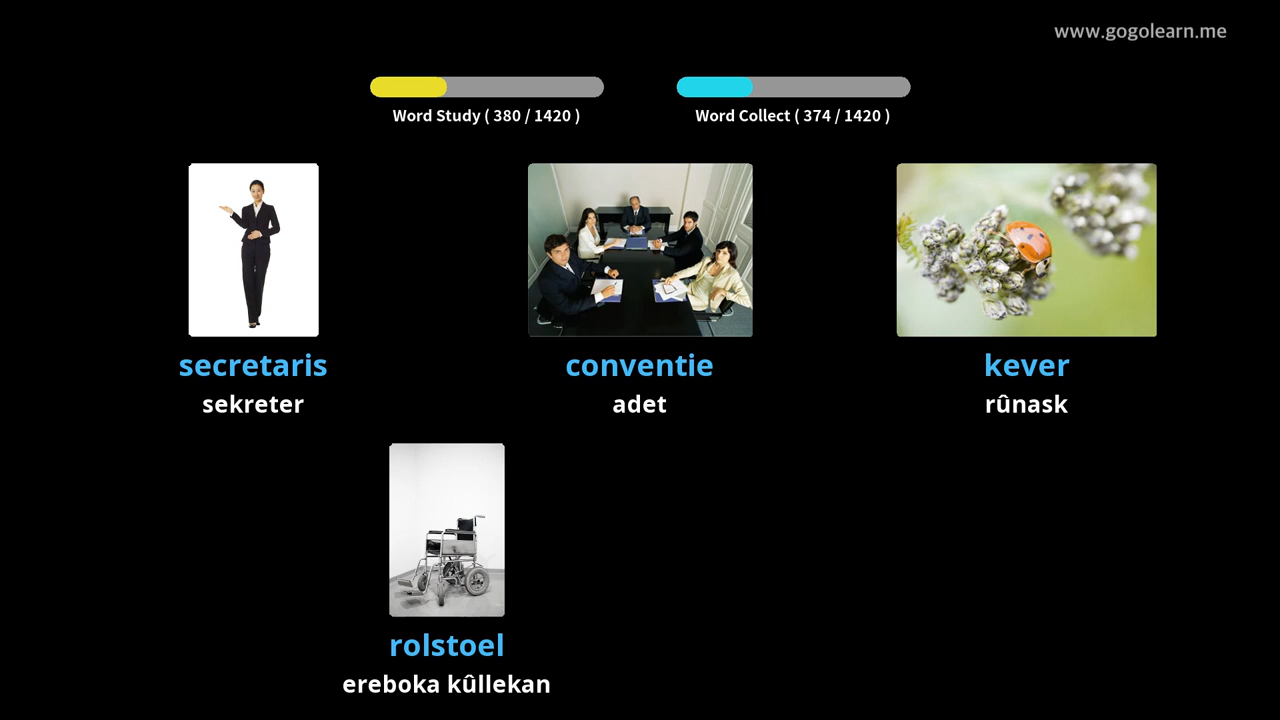 www.gogolearn.me
Word Study ( 380 / 1420 )
Word Collect ( 374 / 1420 )
secretaris
sekreter
conventie
adet
kever
rûnask
rolstoel
ereboka kûllekan